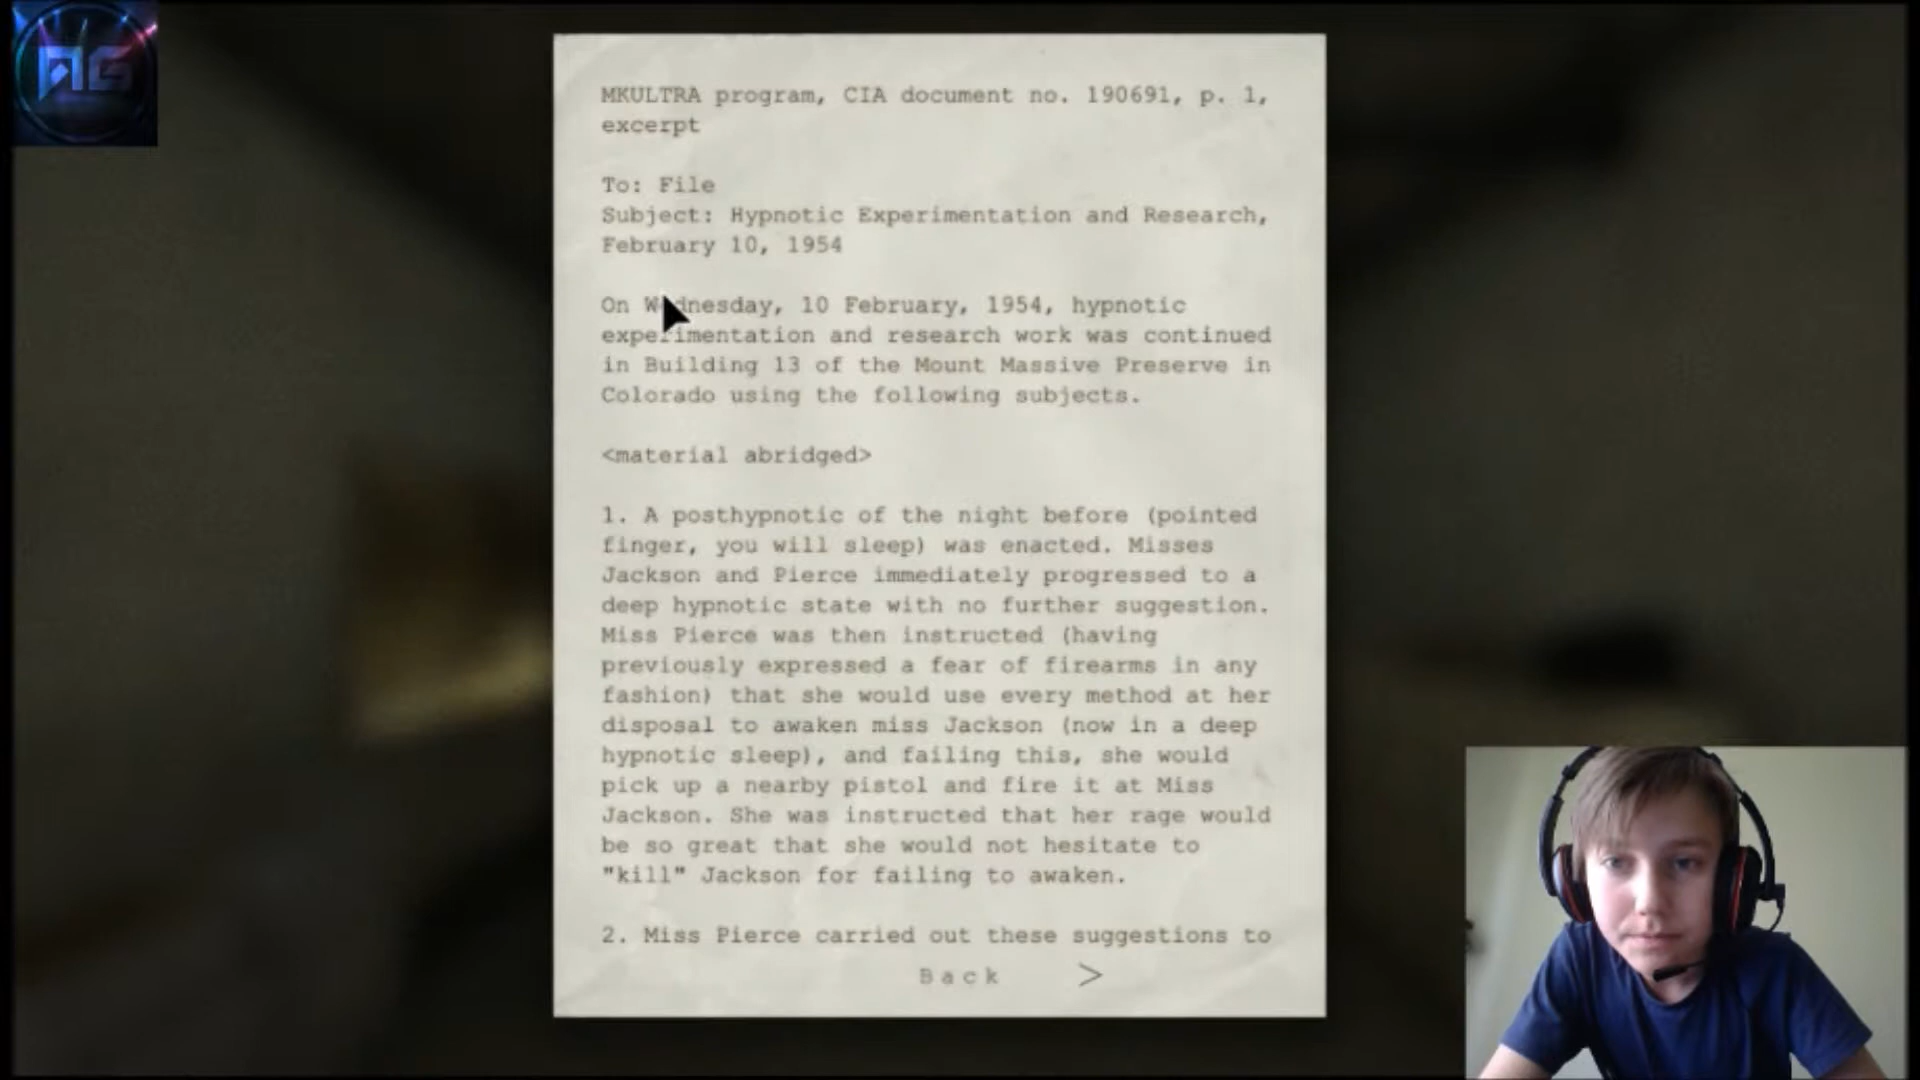 AG
MKULTRA program, CIA document no. 190691, p. 1,
excerpt
To: File
Subject: Hypnotic Experimentation and Research,
February 10, 1954
On Wednesday, 10 February, 1954, hypnotic
experimentation and research work was continued
in Building 13 of the Mount Massive Preserve in
Colorado using the following subjects.
<material abridged>
1. A posthypnotic of the night before (pointed
finger, you will sleep) was enacted. Misses
Jackson and Pierce immediately progressed to a
deep hypnotic state with no further suggestion.
Miss Pierce was then instructed (having
previously expressed a fear of firearms in any
fashion) that she would use every method at her
disposal to awaken miss Jackson (now in a deep
hypnotic sleep), and failing this, she would
pick up a nearby pistol and fire it at Miss
Jackson. She was instructed that her rage would
be so great that she would not hesitate to
"kill" Jackson for failing to awaken.
2. Miss Pierce carried out these suggestions to
Back >